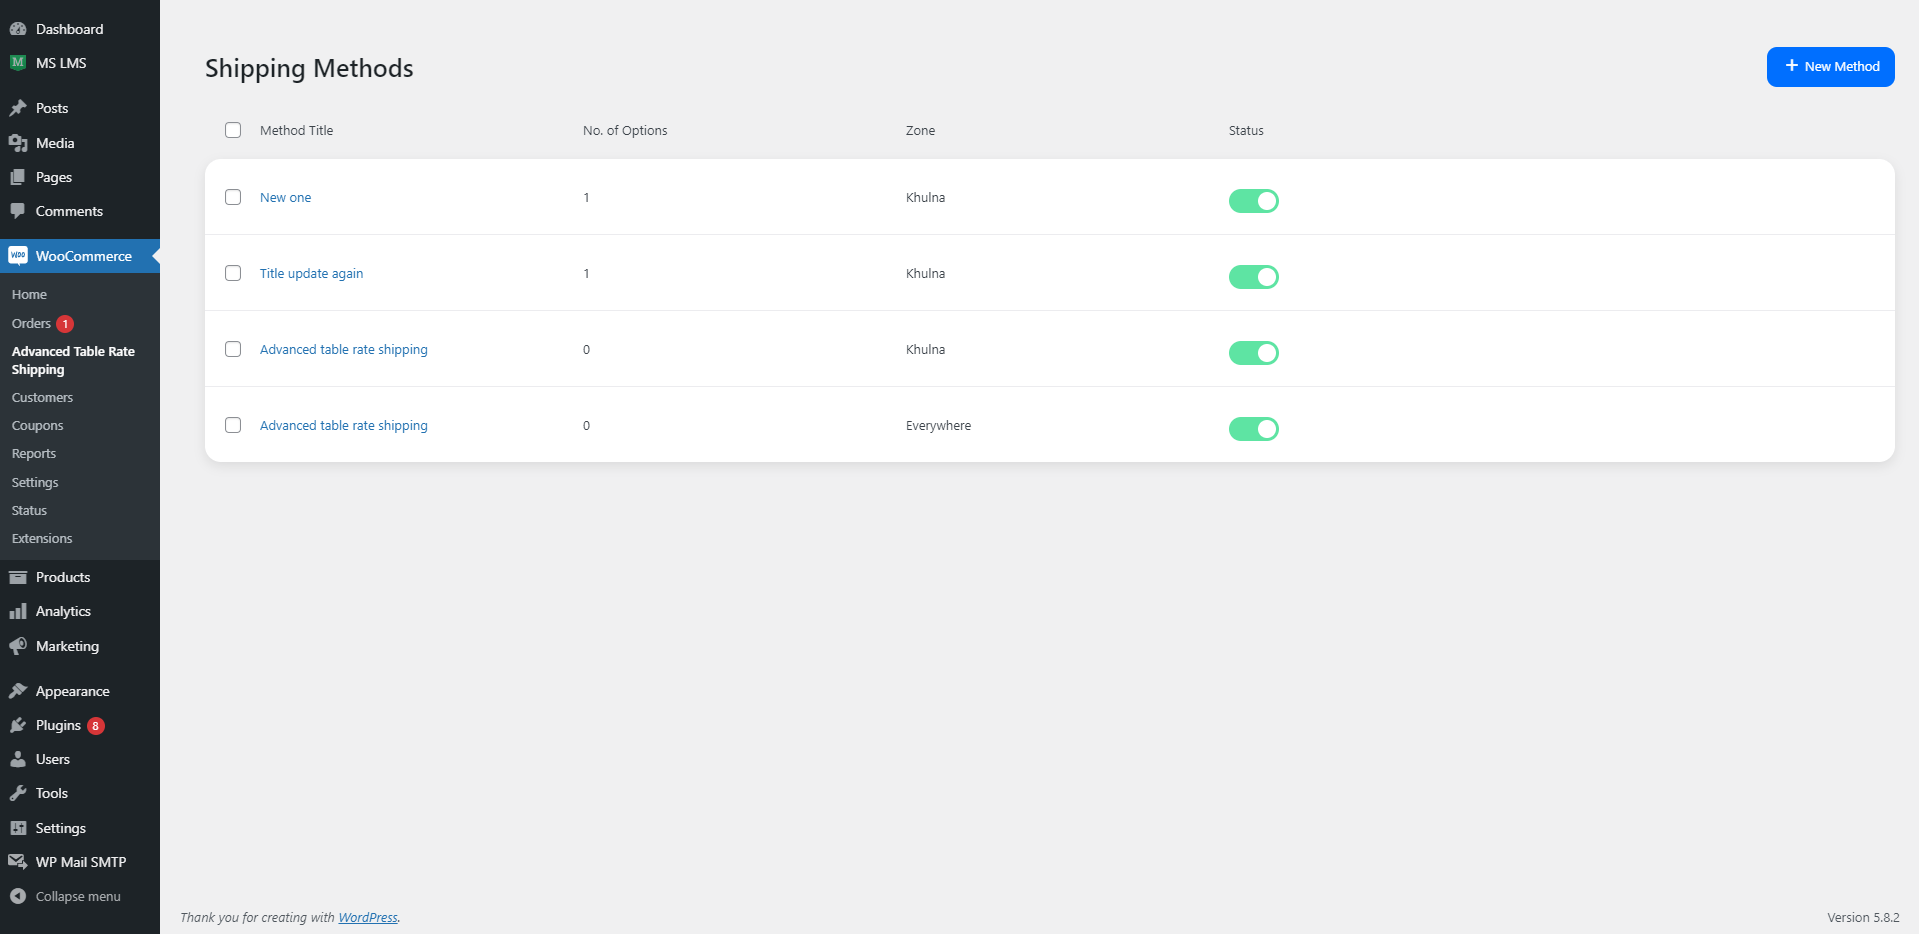 Dashboard
MS LMS
Posts
Media
Pages
Comments
WooCommerce
Home
Orders 1
Advanced Table Rate
Shipping
Customers
Coupons
Reports
Settings
Status
Extensions
Products
Analytics
Marketing
Appearance
Plugins 8
Users
Tools
Settings
WP Mail SMTP
Collapse menu
Shipping Methods
+ New Method
Method Title No. of Options Zone Status
New one 1 Khulna
Title update again 1 Khulna
Advanced table rate shipping 0 Khulna
Advanced table rate shipping 0 Everywhere
Thank you for creating with WordPress.
Version 5.8.2